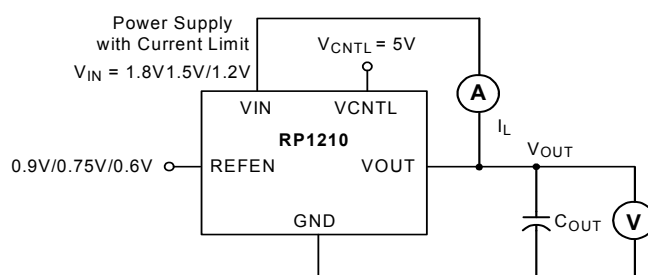 Power Supply
with Current Limit
V_IN = 1.8V1.5V/1.2V
V_CNTL = 5V
A
VIN
VCNTL
I_L
RP1210
V_OUT
0.9V/0.75V/0.6V
REFEN
VOUT
GND
C_OUT
V